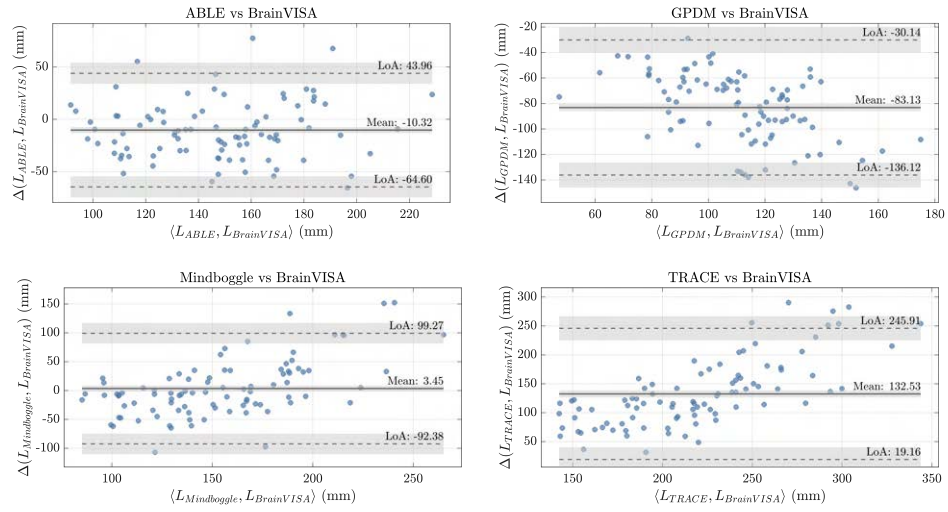 ABLE vs BrainVISA
Δ(L_ABLE, L_BrainVISA) (mm)
50
0
-50
LoA: 43.96
Mean: -10.32
LoA: -64.60
100 120 140 160 180 200 220
⟨L_ABLE, L_BrainVISA⟩ (mm)
GPDM vs BrainVISA
Δ(L_GPDM, L_BrainVISA) (mm)
-20
-40
-60
-80
-100
-120
-140
LoA: -30.14
Mean: -83.13
LoA: -136.12
60 80 100 120 140 160 180
⟨L_GPDM, L_BrainVISA⟩ (mm)
Mindboggle vs BrainVISA
Δ(L_Mindboggle, L_BrainVISA) (mm)
150
100
50
0
-50
-100
LoA: 99.27
Mean: 3.45
LoA: -92.38
100 150 200 250
⟨L_Mindboggle, L_BrainVISA⟩ (mm)
TRACE vs BrainVISA
Δ(L_TRACE, L_BrainVISA) (mm)
300
250
200
150
100
50
LoA: 245.91
Mean: 132.53
LoA: 19.16
150 200 250 300 350
⟨L_TRACE, L_BrainVISA⟩ (mm)